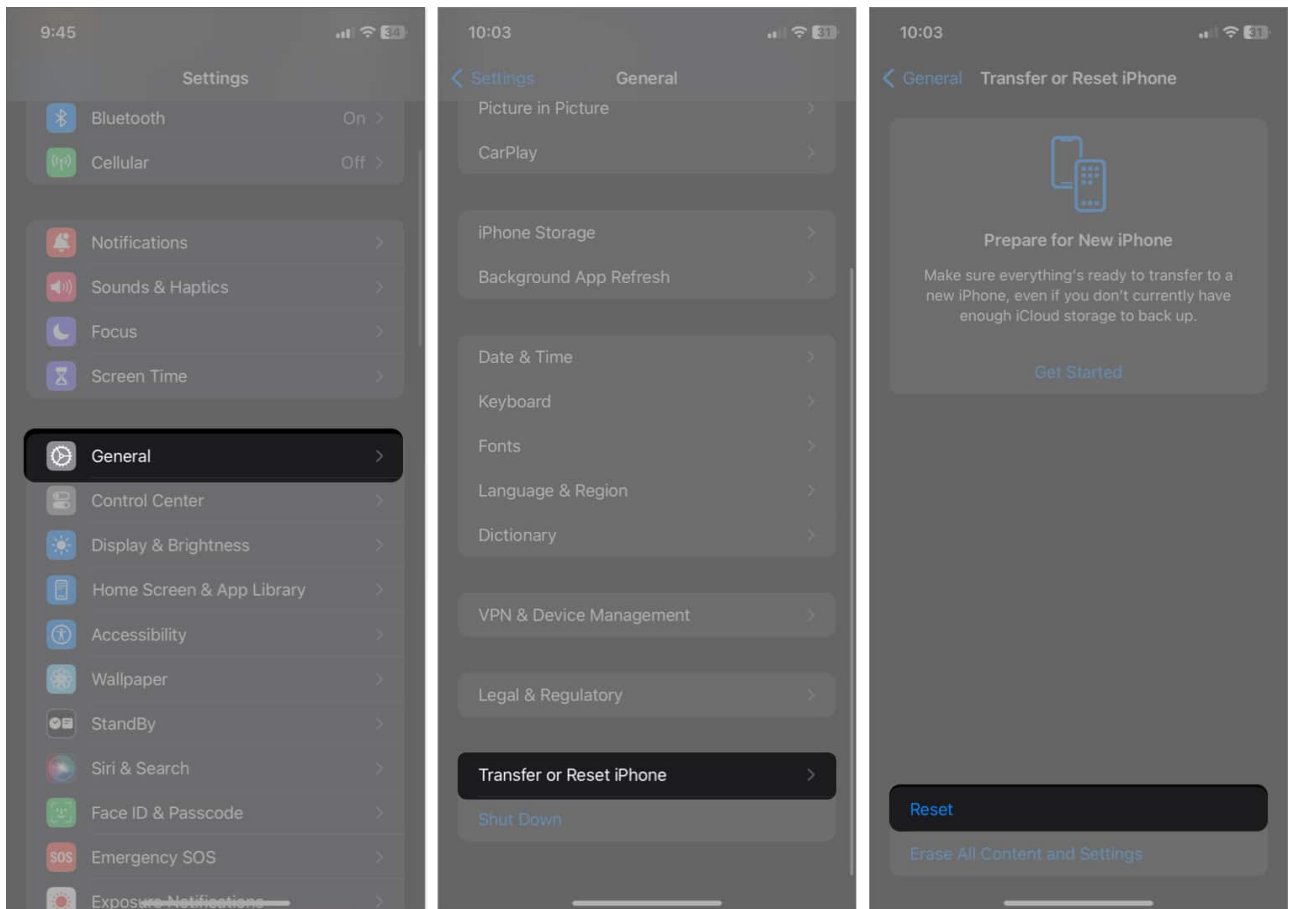 9:45
34
Settings
Bluetooth
On
Cellular
Off
Notifications
Sounds & Haptics
Focus
Screen Time
General
Control Center
Display & Brightness
Home Screen & App Library
Accessibility
Wallpaper
StandBy
Siri & Search
Face ID & Passcode
SOS
Emergency SOS
Exposure Notifications
10:03
31
Settings
General
Picture in Picture
CarPlay
iPhone Storage
Background App Refresh
Date & Time
Keyboard
Fonts
Language & Region
Dictionary
VPN & Device Management
Legal & Regulatory
Transfer or Reset iPhone
Shut Down
10:03
31
General
Transfer or Reset iPhone
Prepare for New iPhone
Make sure everything's ready to transfer to a
new iPhone, even if you don't currently have
enough iCloud storage to back up.
Get Started
Reset
Erase All Content and Settings